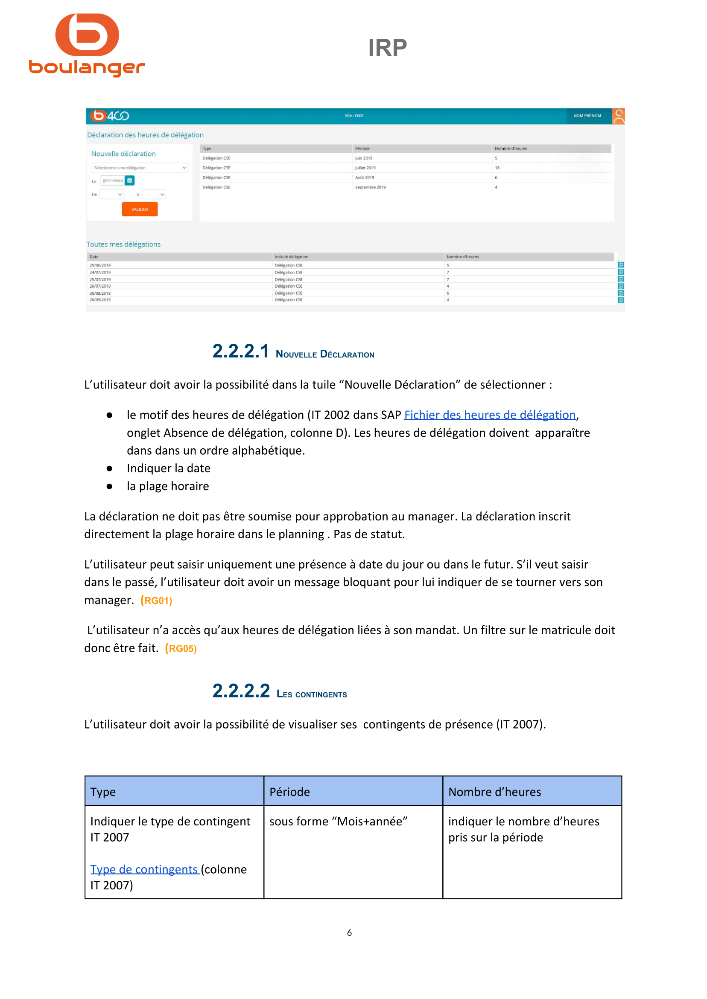 boulanger
IRP
b4CO
Site : F001
NOM PRÉNOM
Déclaration des heures de délégation
Nouvelle déclaration
Sélectionner une délégation
Le jj/mm/aaaa
De à
VALIDER
Type Période Nombre d'heures
Délégation CSE Juin 2019 5
Délégation CSE Juillet 2019 18
Délégation CSE Août 2019 6
Délégation CSE Septembre 2019 4
Toutes mes délégations
Date Intitulé délégation Nombre d'heures
25/06/2019 Délégation CSE 5
24/07/2019 Délégation CSE 7
25/07/2019 Délégation CSE 7
26/07/2019 Délégation CSE 4
30/08/2019 Délégation CSE 6
20/09/2019 Délégation CSE 4
2.2.2.1 Nouvelle Déclaration
L’utilisateur doit avoir la possibilité dans la tuile “Nouvelle Déclaration” de sélectionner :
● le motif des heures de délégation (IT 2002 dans SAP Fichier des heures de délégation,
onglet Absence de délégation, colonne D). Les heures de délégation doivent apparaître
dans dans un ordre alphabétique.
● Indiquer la date
● la plage horaire
La déclaration ne doit pas être soumise pour approbation au manager. La déclaration inscrit
directement la plage horaire dans le planning . Pas de statut.
L’utilisateur peut saisir uniquement une présence à date du jour ou dans le futur. S’il veut saisir
dans le passé, l’utilisateur doit avoir un message bloquant pour lui indiquer de se tourner vers son
manager. (RG01)
L’utilisateur n’a accès qu’aux heures de délégation liées à son mandat. Un filtre sur le matricule doit
donc être fait. (RG05)
2.2.2.2 Les contingents
L’utilisateur doit avoir la possibilité de visualiser ses contingents de présence (IT 2007).
Type Période Nombre d’heures
Indiquer le type de contingent sous forme “Mois+année” indiquer le nombre d’heures
IT 2007 pris sur la période
Type de contingents (colonne
IT 2007)
6